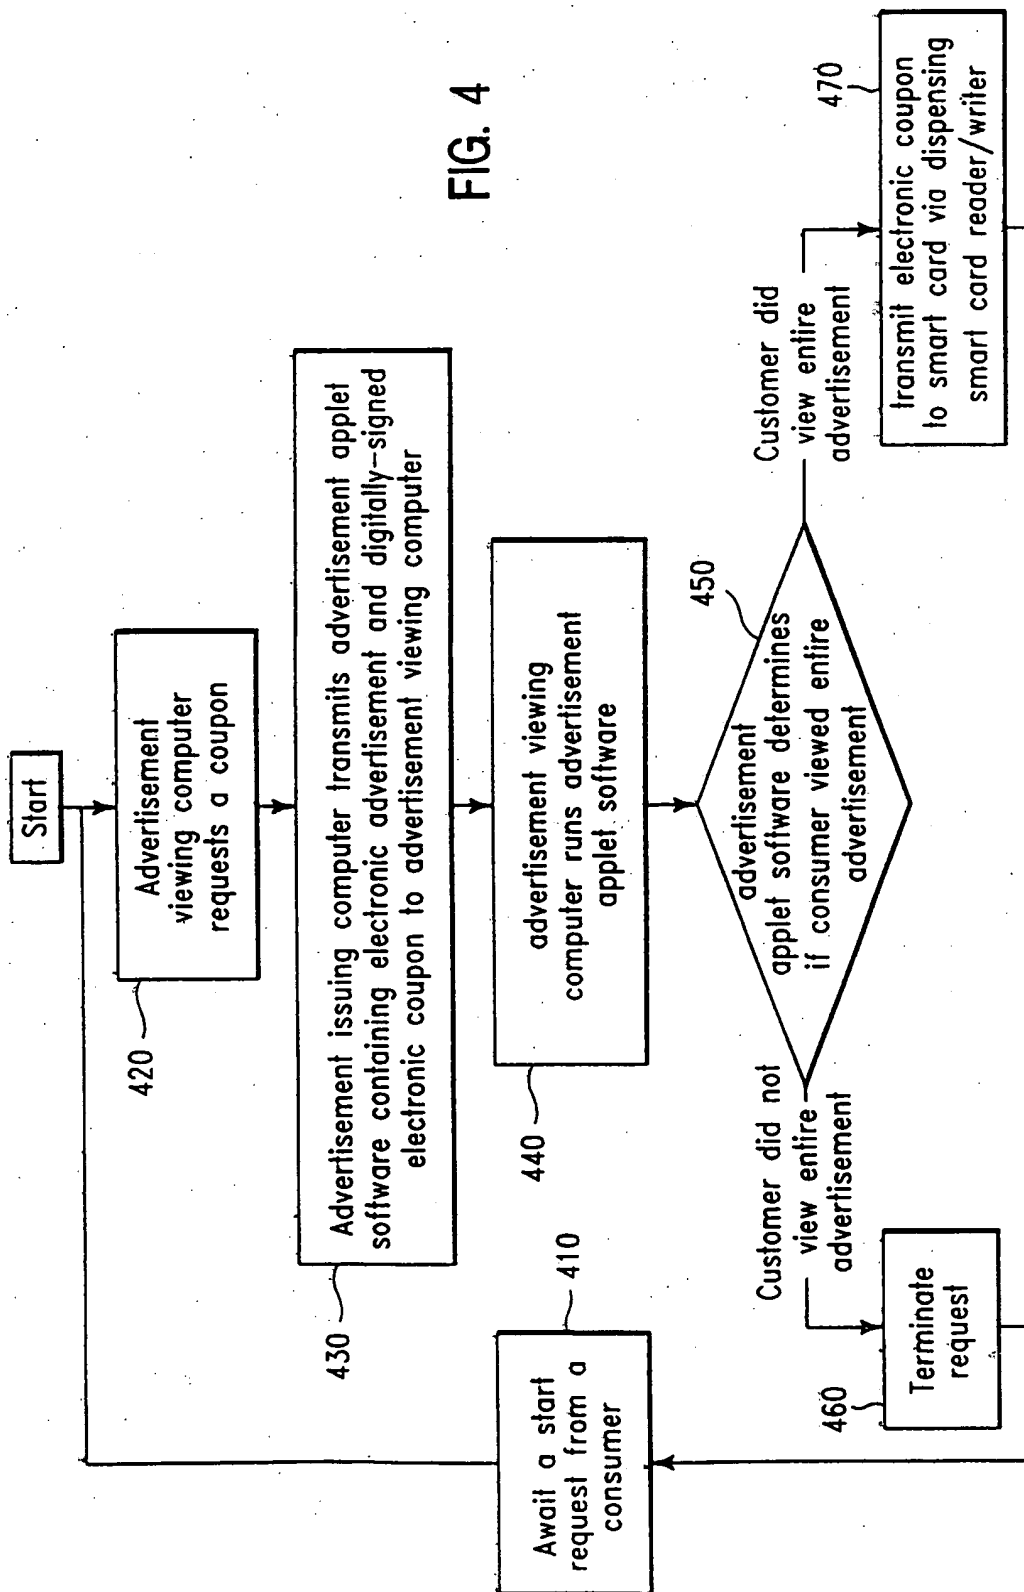 Start
Advertisement
viewing computer
requests a coupon
420
Advertisement issuing computer transmits advertisement applet
software containing electronic advertisement and digitally-signed
electronic coupon to advertisement viewing computer
430
advertisement viewing
computer runs advertisement
applet software
440
Await a start
request from a
consumer
410
advertisement
applet software determines
if consumer viewed entire
advertisement
450
Customer did not
view entire
advertisement
Customer did
view entire
advertisement
Terminate
request
460
transmit electronic coupon
to smart card via dispensing
smart card reader/writer
470
FIG. 4